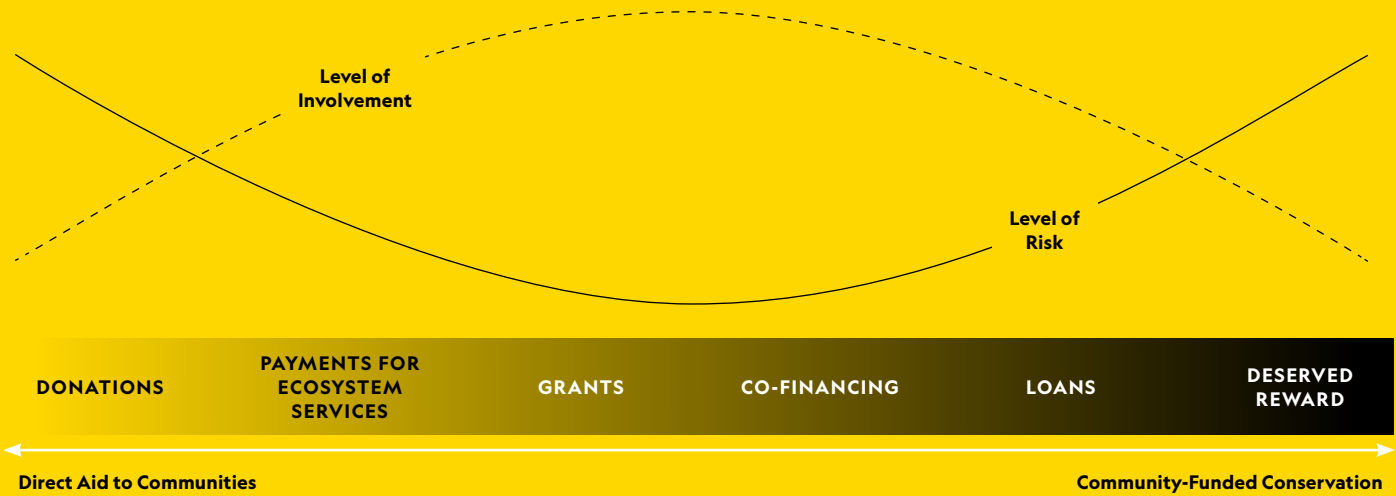 Level of
Involvement
Level of
Risk
DONATIONS
PAYMENTS FOR
ECOSYSTEM
SERVICES
GRANTS
CO-FINANCING
LOANS
DESERVED
REWARD
Direct Aid to Communities
Community-Funded Conservation